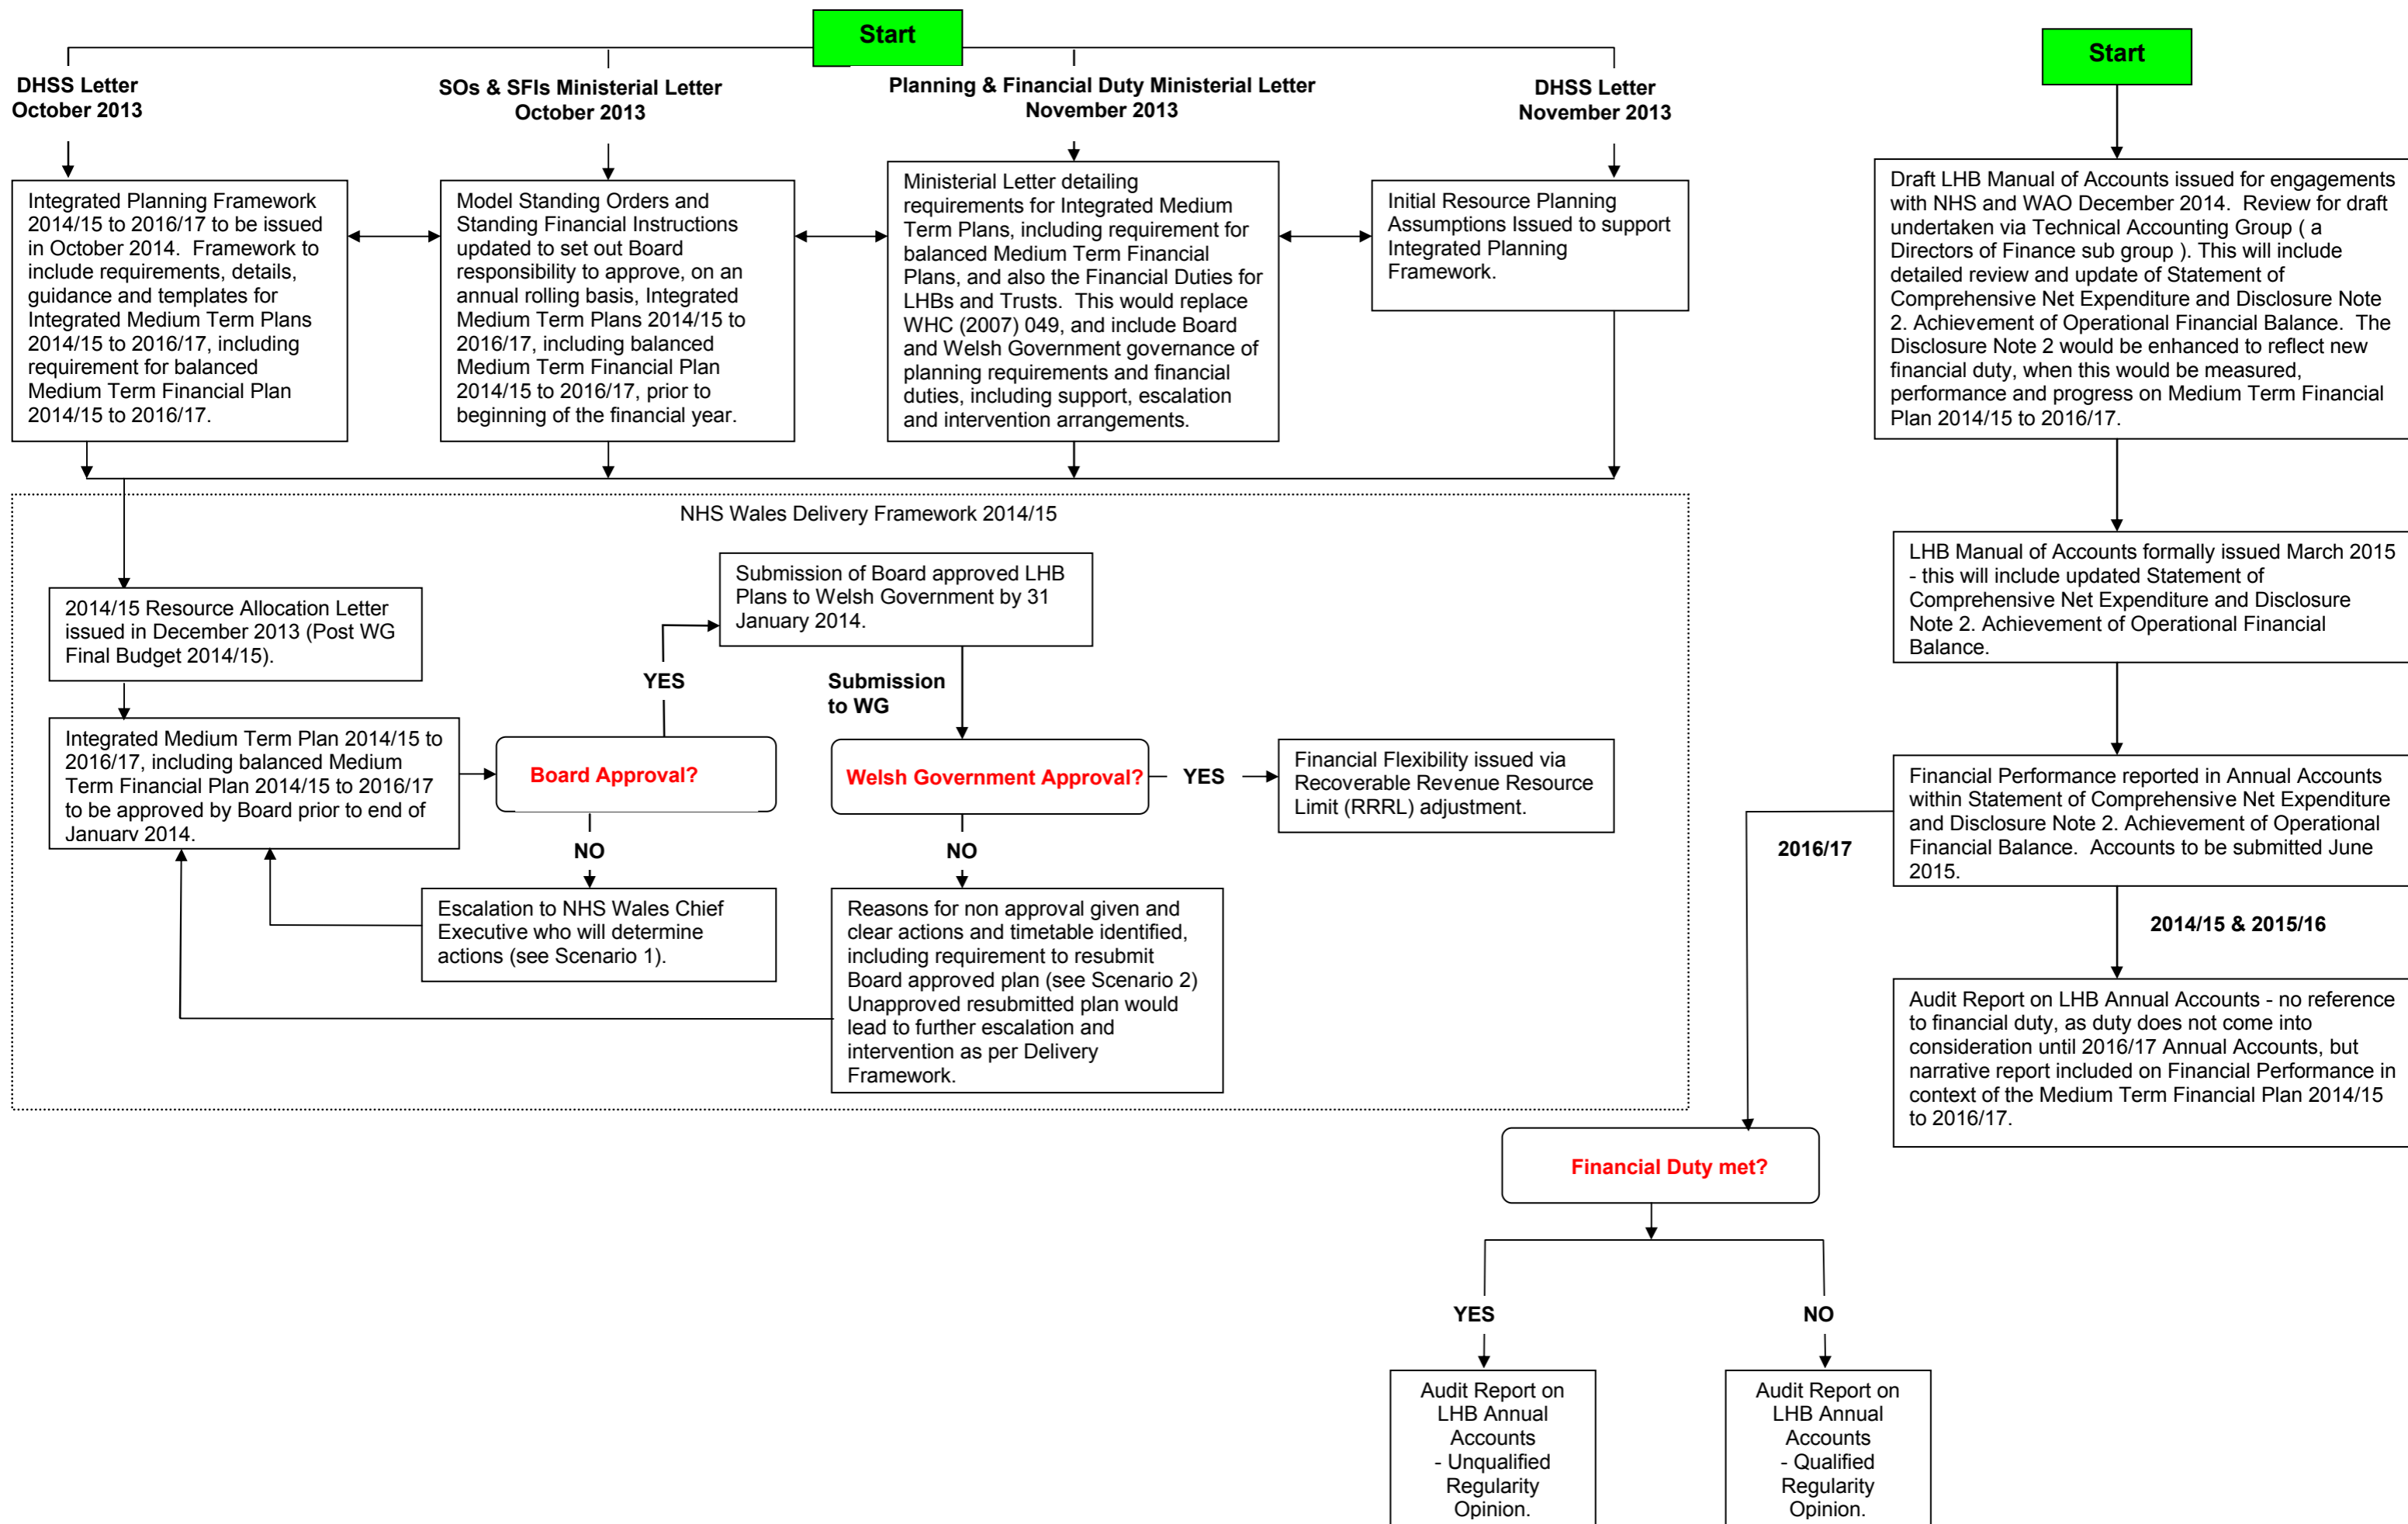 Start
DHSS Letter
October 2013
SOs & SFIs Ministerial Letter
October 2013
Planning & Financial Duty Ministerial Letter
November 2013
DHSS Letter
November 2013
Integrated Planning Framework
2014/15 to 2016/17 to be issued
in October 2014. Framework to
include requirements, details,
guidance and templates for
Integrated Medium Term Plans
2014/15 to 2016/17, including
requirement for balanced
Medium Term Financial Plan
2014/15 to 2016/17.
Model Standing Orders and
Standing Financial Instructions
updated to set out Board
responsibility to approve, on an
annual rolling basis, Integrated
Medium Term Plans 2014/15 to
2016/17, including balanced
Medium Term Financial Plan
2014/15 to 2016/17, prior to
beginning of the financial year.
Ministerial Letter detailing
requirements for Integrated Medium
Term Plans, including requirement for
balanced Medium Term Financial
Plans, and also the Financial Duties for
LHBs and Trusts. This would replace
WHC (2007) 049, and include Board
and Welsh Government governance of
planning requirements and financial
duties, including support, escalation
and intervention arrangements.
Initial Resource Planning
Assumptions Issued to support
Integrated Planning
Framework.
NHS Wales Delivery Framework 2014/15
2014/15 Resource Allocation Letter
issued in December 2013 (Post WG
Final Budget 2014/15).
Integrated Medium Term Plan 2014/15 to
2016/17, including balanced Medium
Term Financial Plan 2014/15 to 2016/17
to be approved by Board prior to end of
January 2014.
Board Approval?
YES
NO
Submission of Board approved LHB
Plans to Welsh Government by 31
January 2014.
Submission
to WG
Welsh Government Approval?
YES
NO
Financial Flexibility issued via
Recoverable Revenue Resource
Limit (RRRL) adjustment.
Escalation to NHS Wales Chief
Executive who will determine
actions (see Scenario 1).
Reasons for non approval given and
clear actions and timetable identified,
including requirement to resubmit
Board approved plan (see Scenario 2)
Unapproved resubmitted plan would
lead to further escalation and
intervention as per Delivery
Framework.
Start
Draft LHB Manual of Accounts issued for engagements
with NHS and WAO December 2014. Review for draft
undertaken via Technical Accounting Group ( a
Directors of Finance sub group ). This will include
detailed review and update of Statement of
Comprehensive Net Expenditure and Disclosure Note
2. Achievement of Operational Financial Balance. The
Disclosure Note 2 would be enhanced to reflect new
financial duty, when this would be measured,
performance and progress on Medium Term Financial
Plan 2014/15 to 2016/17.
LHB Manual of Accounts formally issued March 2015
- this will include updated Statement of
Comprehensive Net Expenditure and Disclosure
Note 2. Achievement of Operational Financial
Balance.
Financial Performance reported in Annual Accounts
within Statement of Comprehensive Net Expenditure
and Disclosure Note 2. Achievement of Operational
Financial Balance. Accounts to be submitted June
2015.
2016/17
2014/15 & 2015/16
Audit Report on LHB Annual Accounts - no reference
to financial duty, as duty does not come into
consideration until 2016/17 Annual Accounts, but
narrative report included on Financial Performance in
context of the Medium Term Financial Plan 2014/15
to 2016/17.
Financial Duty met?
YES
NO
Audit Report on
LHB Annual
Accounts
- Unqualified
Regularity
Opinion.
Audit Report on
LHB Annual
Accounts
- Qualified
Regularity
Opinion.